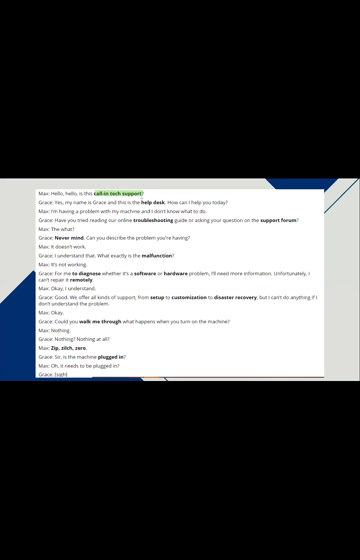 Max: Hello, hello, is this call-in tech support?
Grace: Yes, my name is Grace and this is the help desk. How can I help you today?
Max: I'm having a problem with my machine and I don't know what to do.
Grace: Have you tried reading our online troubleshooting guide or asking your question on the support forum?
Max: The what?
Grace: Never mind. Can you describe the problem you're having?
Max: It doesn't work.
Grace: I understand that. What exactly is the malfunction?
Max: It's not working.
Grace: For me to diagnose whether it's a software or hardware problem, I'll need more information. Unfortunately, I
can't repair it remotely.
Max: Okay, I understand.
Grace: Good. We offer all kinds of support, from setup to customization to disaster recovery, but I can't do anything if I
don't understand the problem.
Max: Okay.
Grace: Could you walk me through what happens when you turn on the machine?
Max: Nothing.
Grace: Nothing? Nothing at all?
Max: Zip, zilch, zero.
Grace: Sir, is the machine plugged in?
Max: Oh, it needs to be plugged in?
Grace: [sigh]